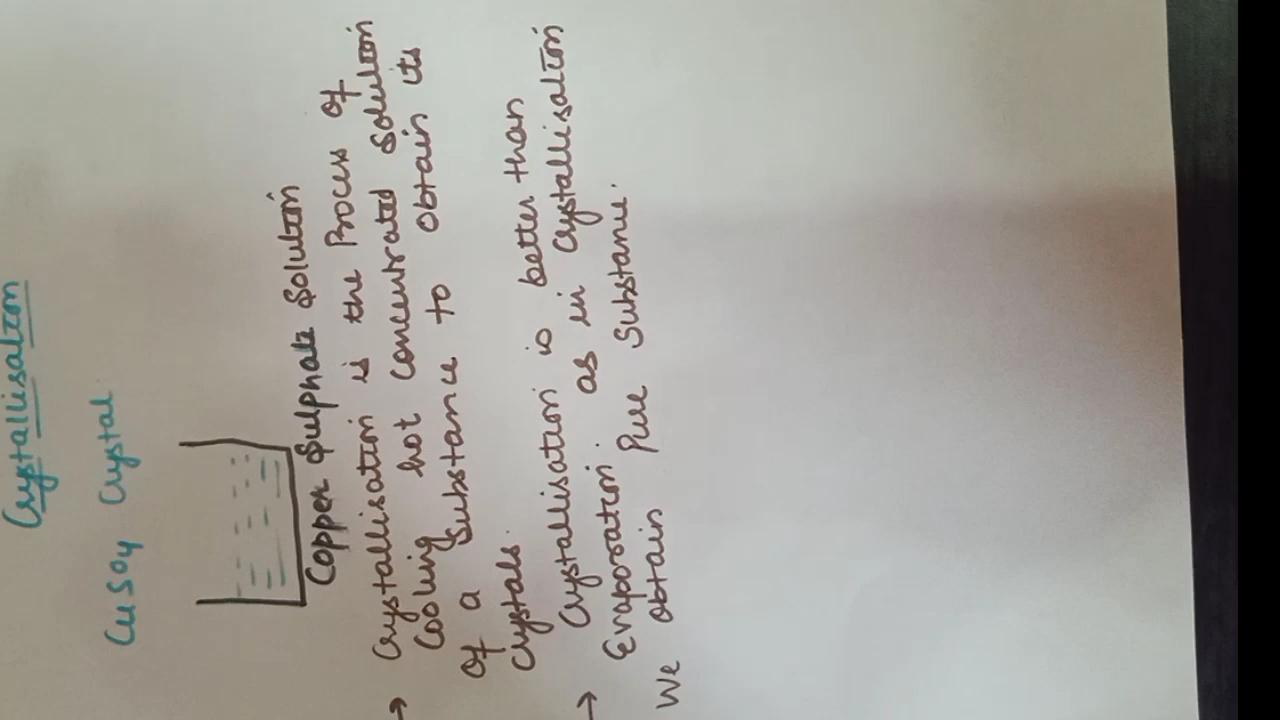 Crystallisation
CuSO4 Crystal
Copper Sulphate Solution
→ Crystallisation is the Process of
Cooling hot concentrated Solution
of a Substance to obtain its
Crystals.
→ Crystallisation is better than
Evaporation. as in Crystallisation
We obtain Pure Substance.